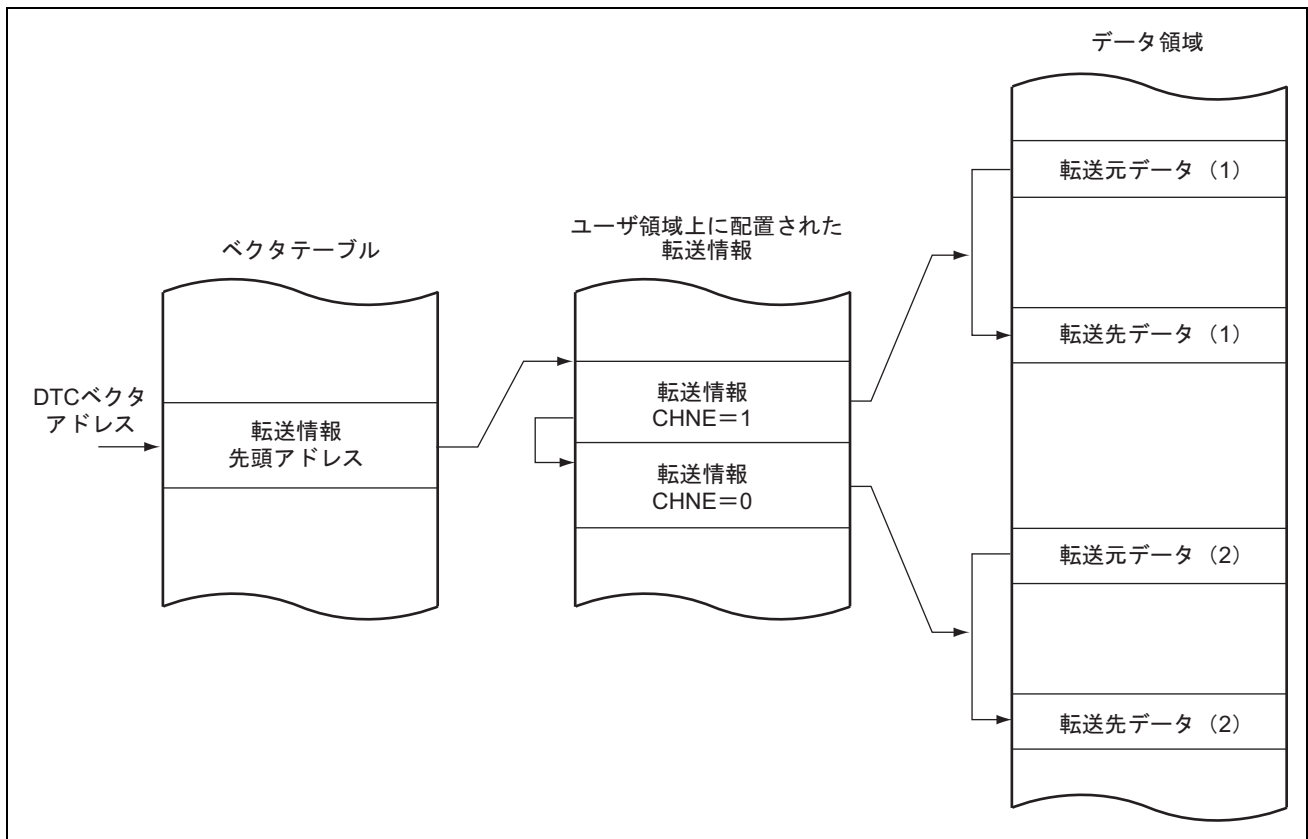 データ領域
転送元データ（1）
ユーザ領域上に配置された
転送情報
ベクタテーブル
転送先データ（1）
DTCベクタ
アドレス
転送情報
先頭アドレス
転送情報
CHNE＝1
転送情報
CHNE＝0
転送元データ（2）
転送先データ（2）